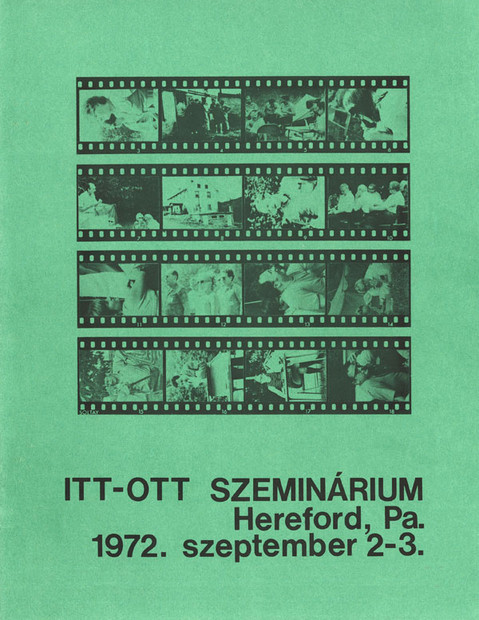 ITT-OTT SZEMINÁRIUM
Hereford, Pa.
1972. szeptember 2-3.